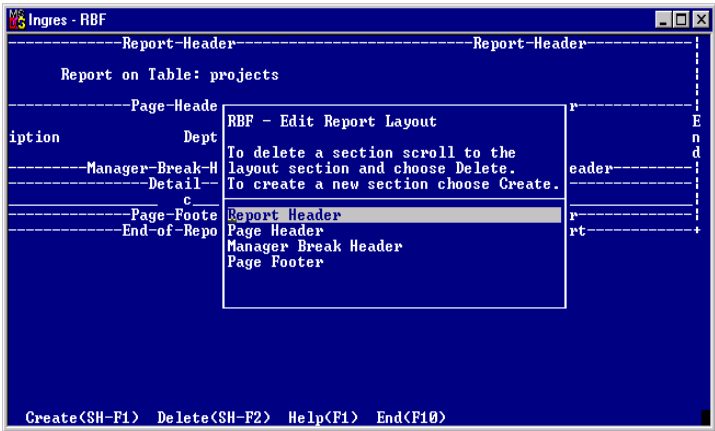 Ingres - RBF
---------------Report-Header-------------------------------Report-Header--------------
Report on Table: projects
----------------Page-Heade r---------------
RBF - Edit Report Layout
E
iption Dept n
To delete a section scroll to the d
----------Manager-Break-H layout section and choose Delete. eader----------
------------------Detail-- To create a new section choose Create.
c
----------------Page-Foote Report Header r---------------
---------------End-of-Repo Page Header rt--------------+
Manager Break Header
Page Footer
Create(SH-F1) Delete(SH-F2) Help(F1) End(F10)